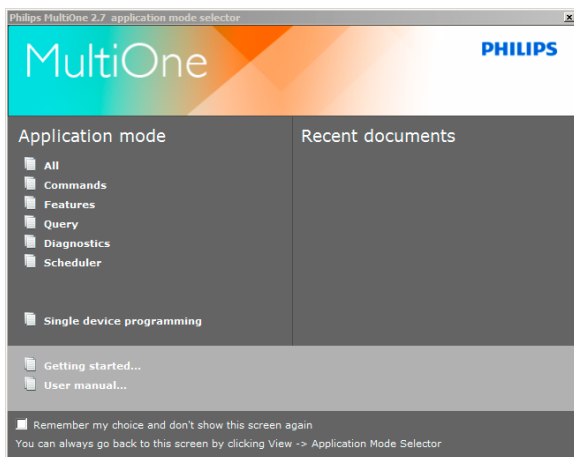 Philips MultiOne 2.7 application mode selector
MultiOne
PHILIPS
Application mode
All
Commands
Features
Query
Diagnostics
Scheduler
Single device programming
Recent documents
Getting started...
User manual...
Remember my choice and don't show this screen again
You can always go back to this screen by clicking View -> Application Mode Selector